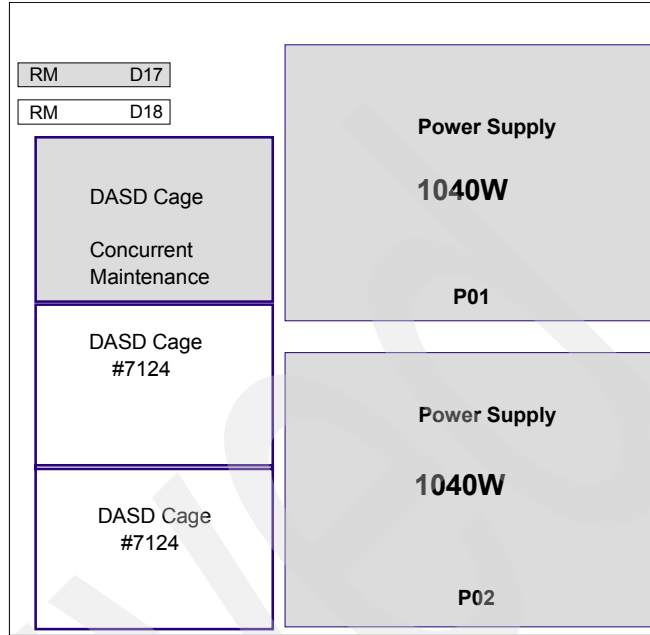 RM D17
RM D18
DASD Cage
Concurrent
Maintenance
DASD Cage
#7124
DASD Cage
#7124
Power Supply
1040W
P01
Power Supply
1040W
P02